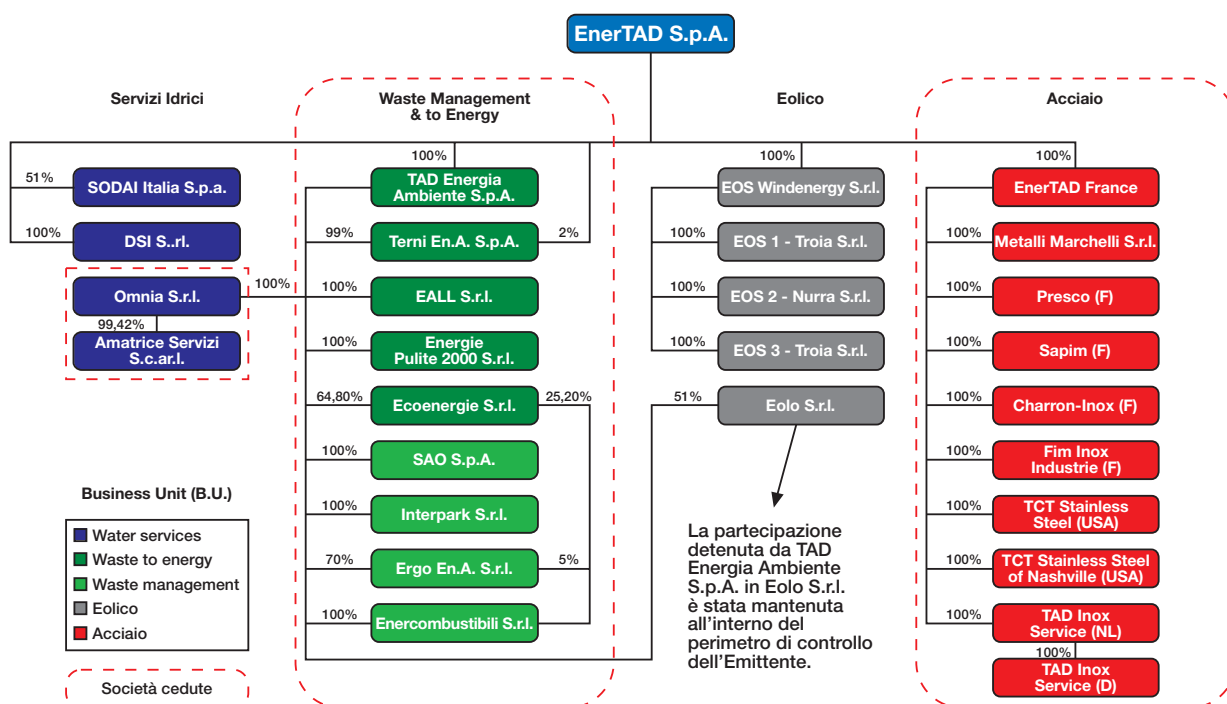 EnerTAD S.p.A.
Servizi Idrici
51%
SODAI Italia S.p.a.
100%
DSI S..rl.
Omnia S.r.l.
100%
99,42%
Amatrice Servizi
S.c.ar.l.
Waste Management
& to Energy
100%
TAD Energia
Ambiente S.p.A.
99%
Terni En.A. S.p.A.
2%
100%
EALL S.r.l.
100%
Energie
Pulite 2000 S.r.l.
64,80%
Ecoenergie S.r.l.
25,20%
100%
SAO S.p.A.
100%
Interpark S.r.l.
70%
Ergo En.A. S.r.l.
5%
100%
Enercombustibili S.r.l.
Eolico
100%
EOS Windenergy S.r.l.
100%
EOS 1 - Troia S.r.l.
100%
EOS 2 - Nurra S.r.l.
100%
EOS 3 - Troia S.r.l.
51%
Eolo S.r.l.
La partecipazione
detenuta da TAD
Energia Ambiente
S.p.A. in Eolo S.r.l.
è stata mantenuta
all'interno del
perimetro di controllo
dell'Emittente.
Acciaio
100%
EnerTAD France
100%
Metalli Marchelli S.r.l.
100%
Presco (F)
100%
Sapim (F)
100%
Charron-Inox (F)
100%
Fim Inox
Industrie (F)
100%
TCT Stainless
Steel (USA)
100%
TCT Stainless Steel
of Nashville (USA)
100%
TAD Inox
Service (NL)
100%
TAD Inox
Service (D)
Business Unit (B.U.)
Water services
Waste to energy
Waste management
Eolico
Acciaio
Società cedute